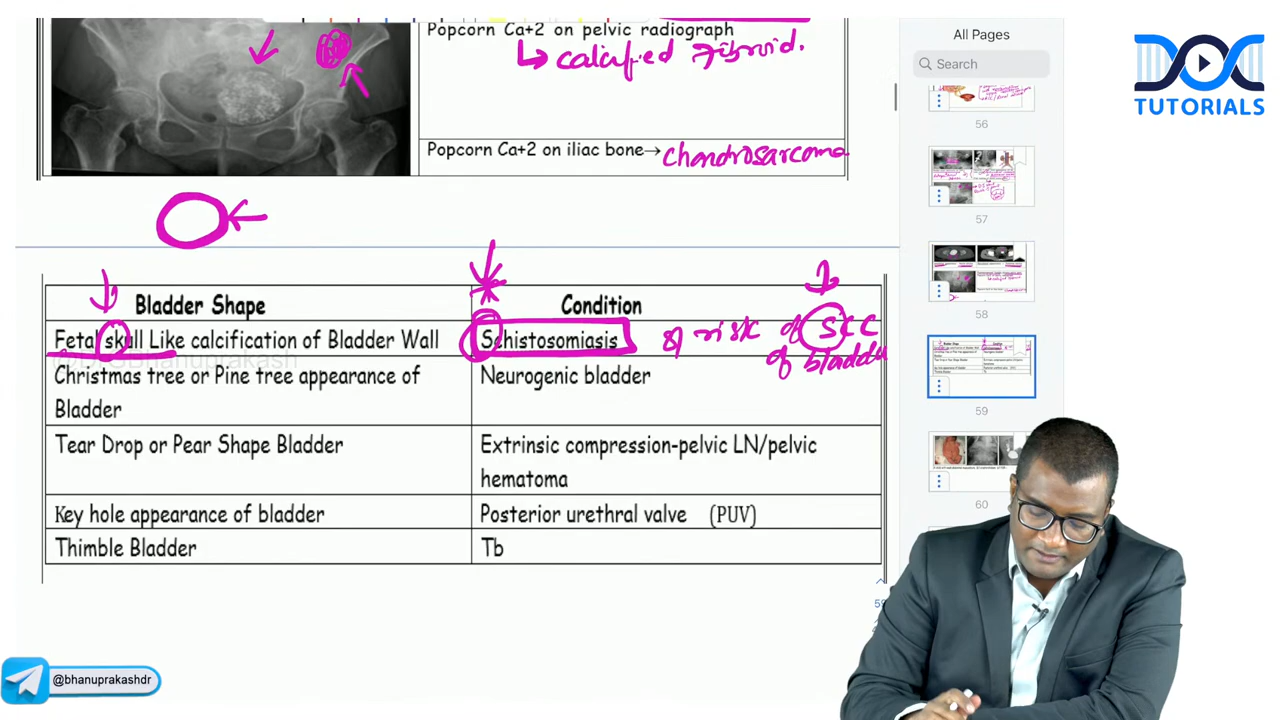 Popcorn Ca+2 on pelvic radiograph
calcified fibroid.
Popcorn Ca+2 on iliac bone→ chondrosarcoma
Bladder Shape Condition
Fetal skull Like calcification of Bladder Wall Schistosomiasis risk of SCC
of bladder
Christmas tree or Pine tree appearance of Neurogenic bladder
Bladder
Tear Drop or Pear Shape Bladder Extrinsic compression-pelvic LN/pelvic
hematoma
Key hole appearance of bladder Posterior urethral valve (PUV)
Thimble Bladder Tb
@bhanuprakashdr
All Pages
Search
56
57
58
59
60
DOC
TUTORIALS